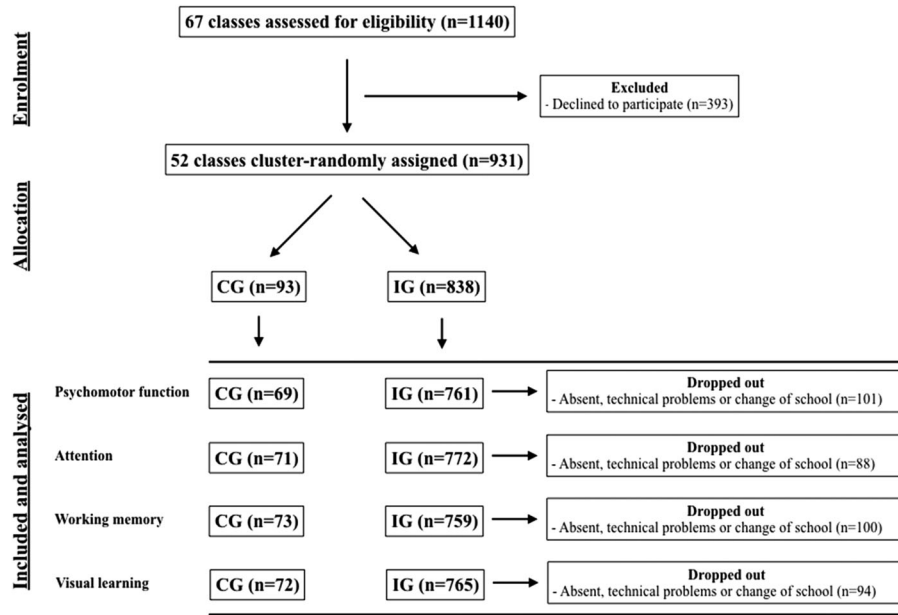 67 classes assessed for eligibility (n=1140)
Enrolment
Excluded
- Declined to participate (n=393)
52 classes cluster-randomly assigned (n=931)
Allocation
CG (n=93)
IG (n=838)
Included and analysed
Psychomotor function
CG (n=69)
IG (n=761)
Dropped out
- Absent, technical problems or change of school (n=101)
Attention
CG (n=71)
IG (n=772)
Dropped out
- Absent, technical problems or change of school (n=88)
Working memory
CG (n=73)
IG (n=759)
Dropped out
- Absent, technical problems or change of school (n=100)
Visual learning
CG (n=72)
IG (n=765)
Dropped out
- Absent, technical problems or change of school (n=94)